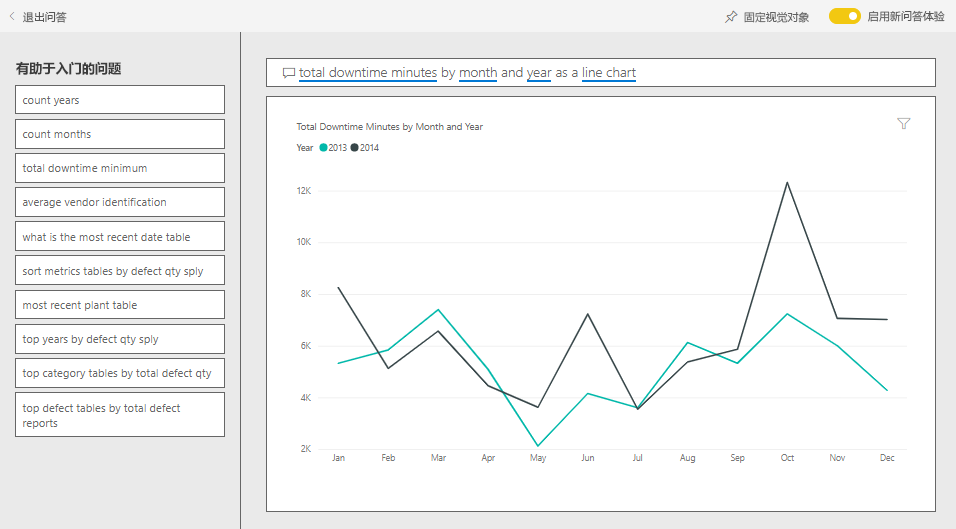 退出问答
固定视觉对象
启用新问答体验
有助于入门的问题
count years
count months
total downtime minimum
average vendor identification
what is the most recent date table
sort metrics tables by defect qty sply
most recent plant table
top years by defect qty sply
top category tables by total defect qty
top defect tables by total defect
reports
total downtime minutes by month and year as a line chart
Total Downtime Minutes by Month and Year
Year 2013 2014
12K
10K
8K
6K
4K
2K
Jan Feb Mar Apr May Jun Jul Aug Sep Oct Nov Dec